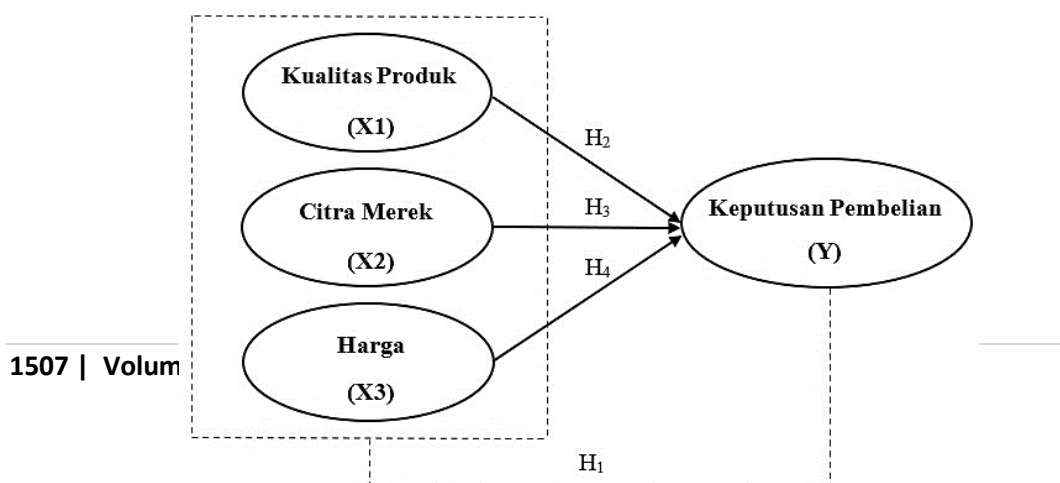 Kualitas Produk
(X1)
H₂
Citra Merek
(X2)
H₃
Keputusan Pembelian
(Y)
H₄
Harga
(X3)
1507 | Volum
H₁